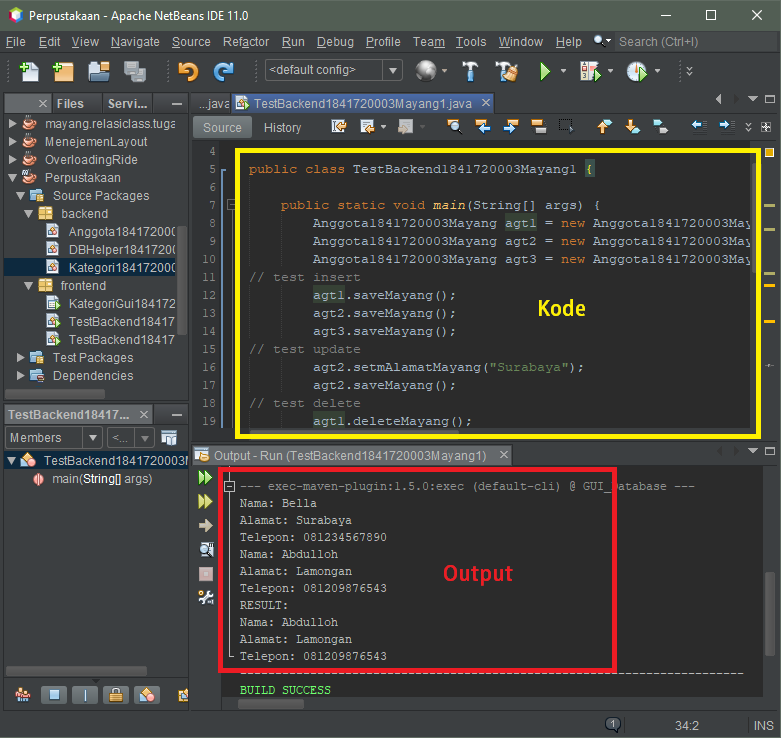 Perpustakaan - Apache NetBeans IDE 11.0
File Edit View Navigate Source Refactor Run Debug Profile Team Tools Window Help Search (Ctrl+I)
<default config>
Files Servi... ...java TestBackend1841720003Mayang1.java
mayang.relasiclass.tuga
MenejemenLayout
OverloadingRide
Perpustakaan
Source Packages
backend
Anggota184172000
DBHelper18417200
Kategori184172000
frontend
KategoriGui184172
TestBackend18417
TestBackend18417
Test Packages
Dependencies
Source History
4
5 public class TestBackend1841720003Mayang1 {
6
7 public static void main(String[] args) {
8 Anggota1841720003Mayang agt1 = new Anggota1841720003Ma
9 Anggota1841720003Mayang agt2 = new Anggota1841720003Ma
10 Anggota1841720003Mayang agt3 = new Anggota1841720003Ma
11 // test insert
12 agt1.saveMayang();
13 agt2.saveMayang();
14 agt3.saveMayang();
15 // test update
16 agt2.setmAlamatMayang("Surabaya");
17 agt2.saveMayang();
18 // test delete
19 agt1.deleteMayang();
Kode
TestBackend18417...
Members <...
TestBackend1841720003M
main(String[] args)
Output - Run (TestBackend1841720003Mayang1)
--- exec-maven-plugin:1.5.0:exec (default-cli) @ GUI_Database ---
Nama: Bella
Alamat: Surabaya
Telepon: 081234567890
Nama: Abdulloh
Alamat: Lamongan
Telepon: 081209876543
RESULT:
Nama: Abdulloh
Alamat: Lamongan
Telepon: 081209876543
Output
------------------------------------------------------------------------
BUILD SUCCESS
1 34:2 INS